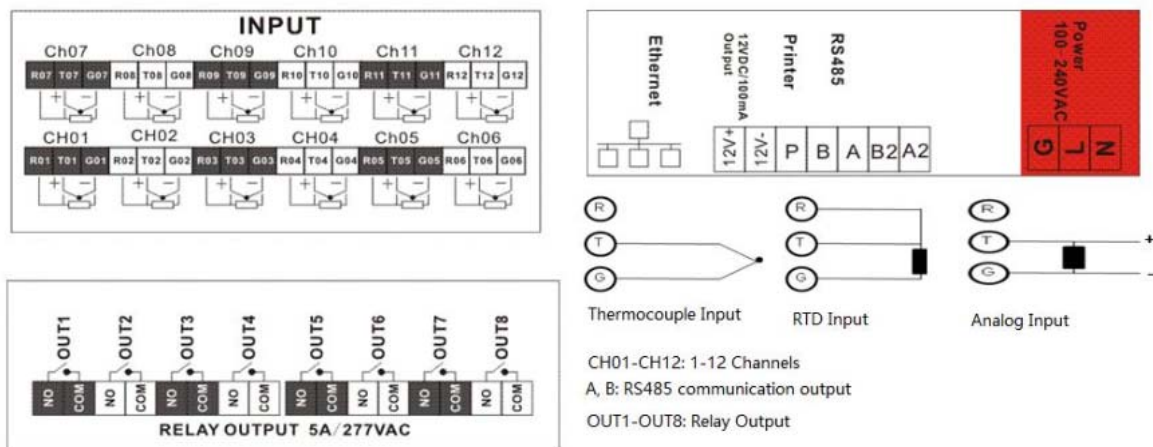 INPUT
Ch07 Ch08 Ch09 Ch10 Ch11 Ch12
R07 T07 G07 R08 T08 G08 R09 T09 G09 R10 T10 G10 R11 T11 G11 R12 T12 G12
+ − + − + − + − + − + −
CH01 CH02 CH03 CH04 Ch05 Ch06
R01 T01 G01 R02 T02 G02 R03 T03 G03 R04 T04 G04 R05 T05 G05 R06 T06 G06
+ − + − + − + − + − + −
OUT1 OUT2 OUT3 OUT4 OUT5 OUT6 OUT7 OUT8
NO COM NO COM NO COM NO COM NO COM NO COM NO COM NO COM
RELAY OUTPUT 5A/277VAC
Ethernet
12VDC/100mA
Output
Printer
RS485
12V+ 12V- P B A B2 A2
Power
100-240VAC
G L N
R
T
G
Thermocouple Input
R
T
G
RTD Input
R
T +
G -
Analog Input
CH01-CH12: 1-12 Channels
A, B: RS485 communication output
OUT1-OUT8: Relay Output